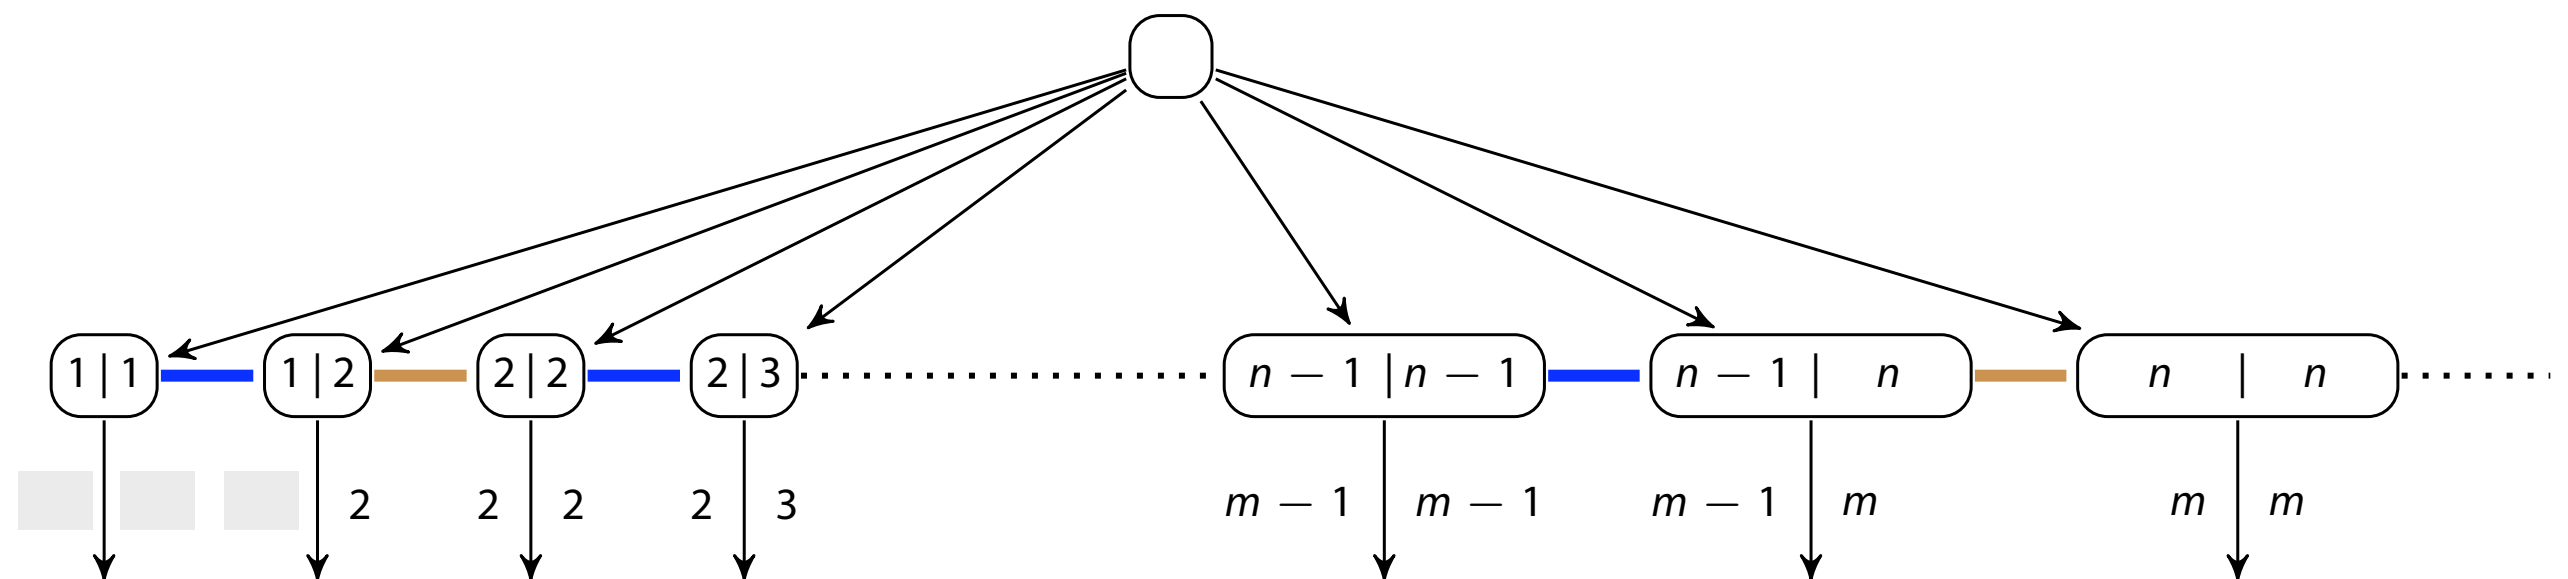 1 | 1 1 | 2 2 | 2 2 | 3 n − 1 | n − 1 n − 1 | n n | n
2 2 2 2 3 m − 1 m − 1 m − 1 m m m